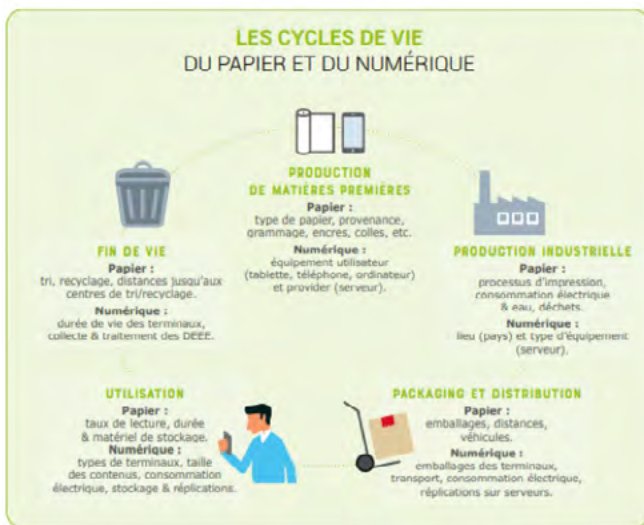 LES CYCLES DE VIE
DU PAPIER ET DU NUMÉRIQUE
PRODUCTION
DE MATIÈRES PREMIÈRES
Papier :
type de papier, provenance,
grammage, encres, colles, etc.
Numérique :
équipement utilisateur
(tablette, téléphone, ordinateur)
et provider (serveur).
FIN DE VIE
Papier :
tri, recyclage, distances jusqu'aux
centres de tri/recyclage.
Numérique :
durée de vie des terminaux,
collecte & traitement des DEEE.
PRODUCTION INDUSTRIELLE
Papier :
processus d'impression,
consommation électrique
& eau, déchets.
Numérique :
lieu (pays) et type d'équipement
(serveur).
UTILISATION
Papier :
taux de lecture, durée
& matériel de stockage.
Numérique :
types de terminaux, taille
des contenus, consommation
électrique, stockage & réplications.
PACKAGING ET DISTRIBUTION
Papier :
emballages, distances,
véhicules.
Numérique :
emballages des terminaux,
transport, consommation électrique,
réplications sur serveurs.